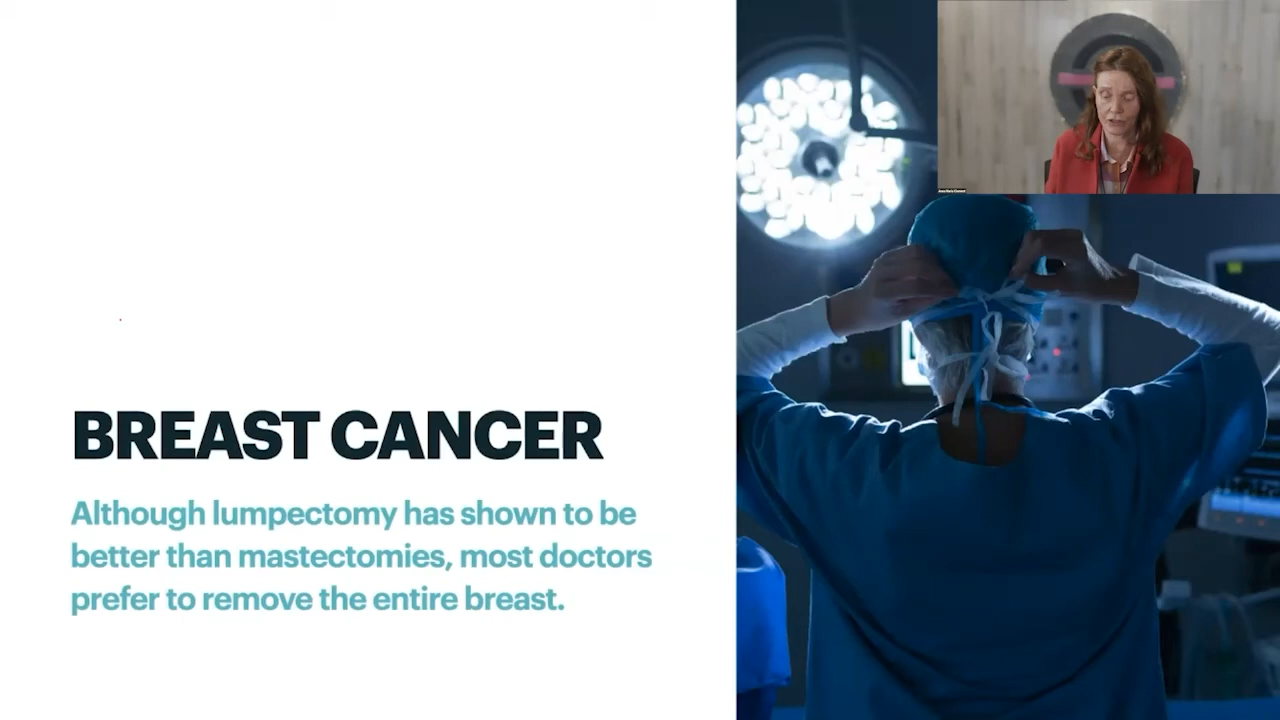 BREAST CANCER
Although lumpectomy has shown to be
better than mastectomies, most doctors
prefer to remove the entire breast.